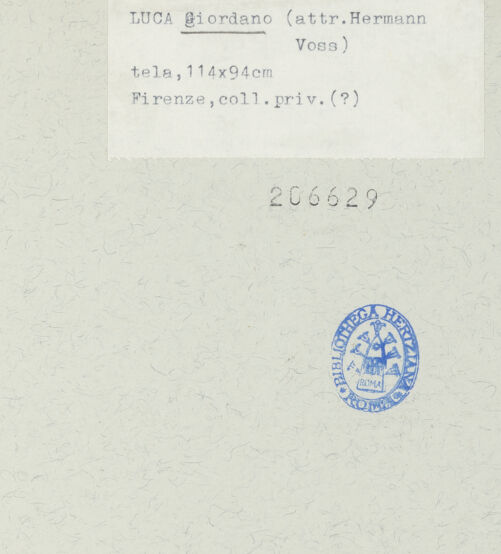 LUCA Giordano (attr.Hermann
Voss)
tela,114x94cm
Firenze,coll.priv.(?)
206629
BIBLIOTHECA HERTZIANA
ROMA